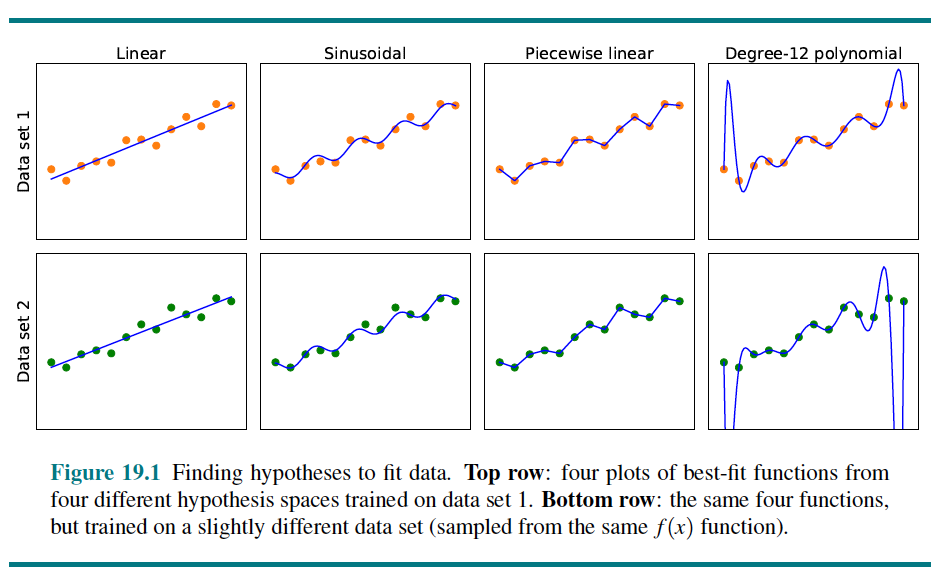 Linear Sinusoidal Piecewise linear Degree-12 polynomial
Data set 1
Data set 2
Figure 19.1 Finding hypotheses to fit data. Top row: four plots of best-fit functions from
four different hypothesis spaces trained on data set 1. Bottom row: the same four functions,
but trained on a slightly different data set (sampled from the same f(x) function).